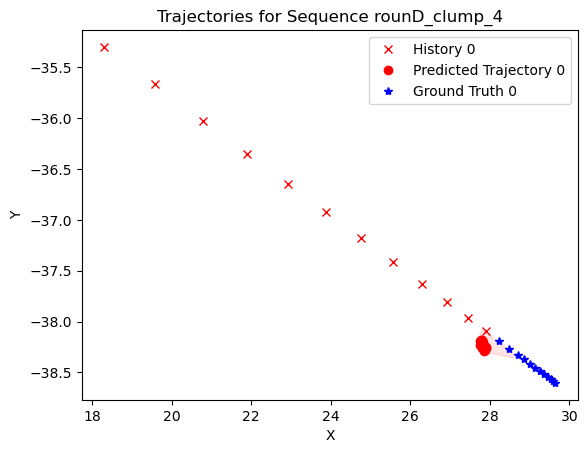 Trajectories for Sequence rounD_clump_4
History 0
Predicted Trajectory 0
Ground Truth 0
Y
−35.5
−36.0
−36.5
−37.0
−37.5
−38.0
−38.5
18 20 22 24 26 28 30
X